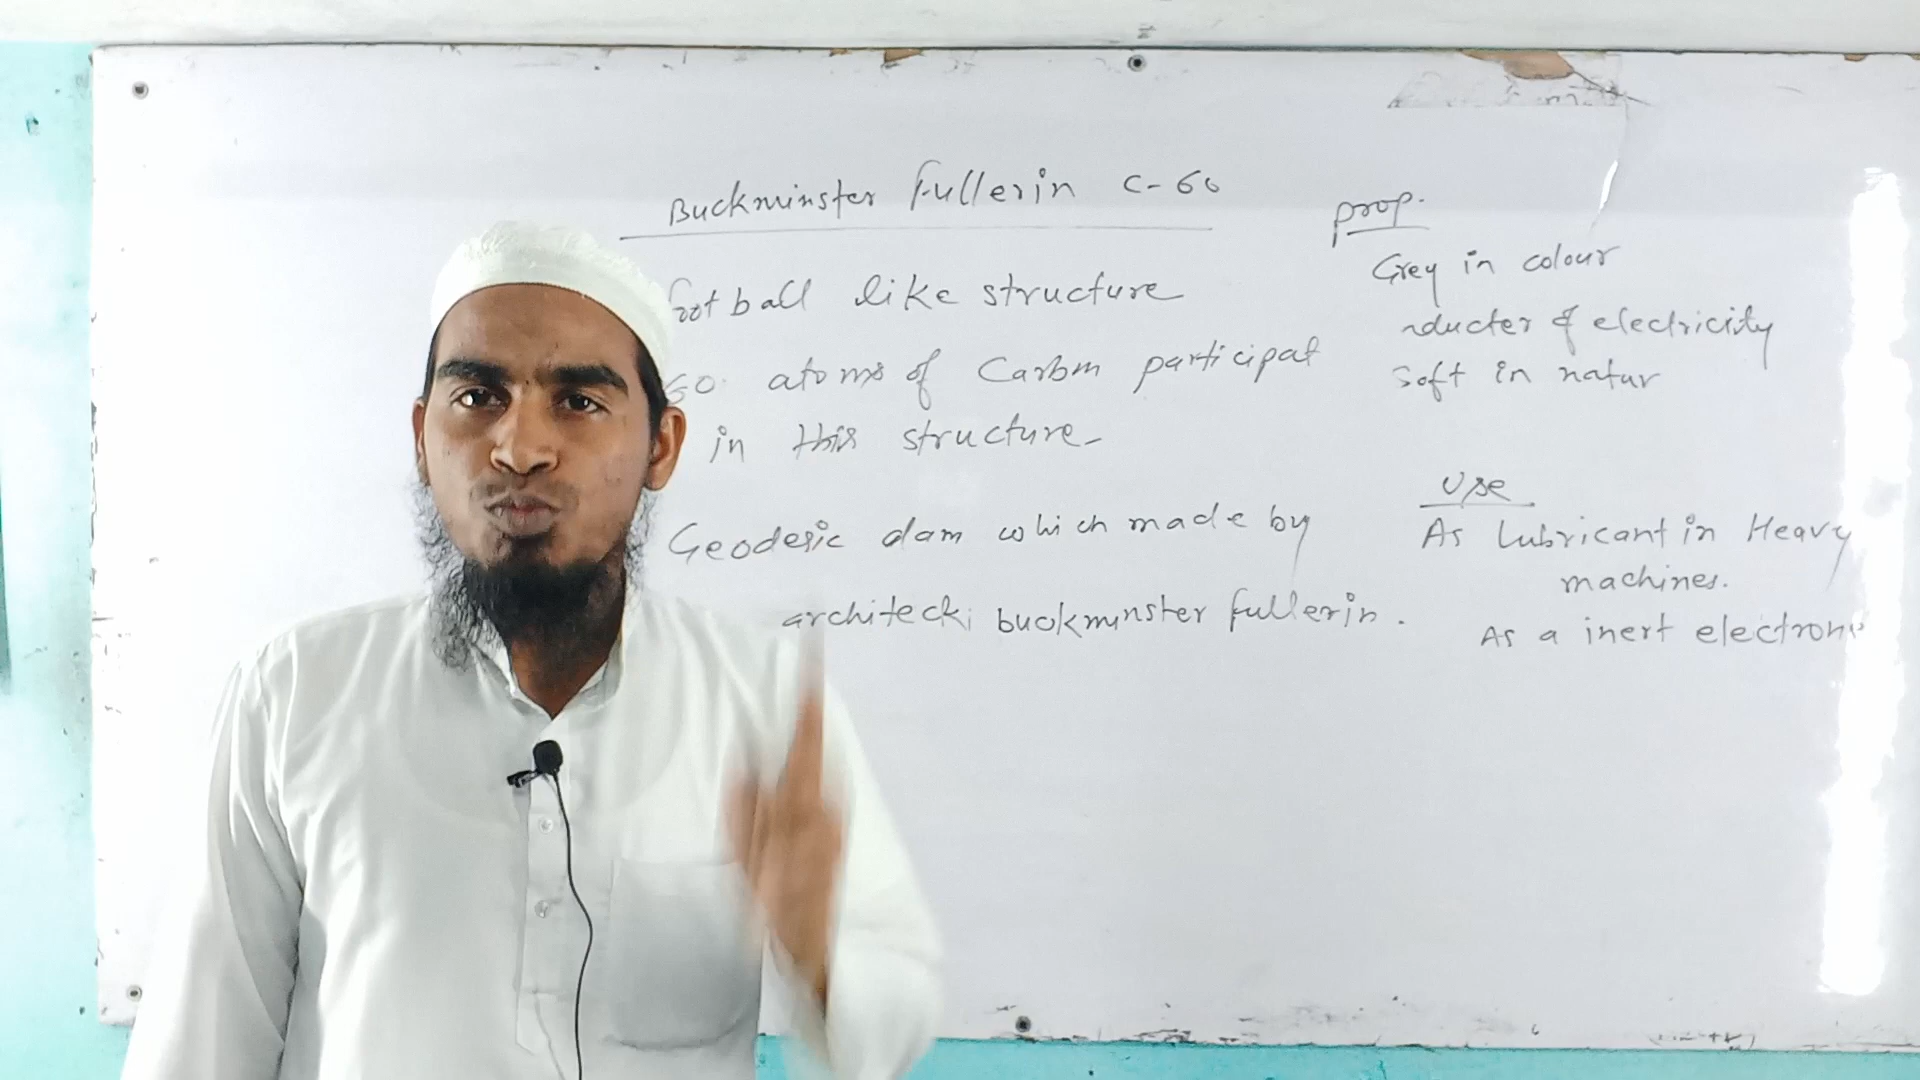 Buckminster Fullerin C-60
Football like structure
60 atoms of Carbon participat
in this structure-
Geodesic dam which made by
architecki buckminster fullerin.
prop.
Grey in colour
nducter of electricity
Soft in natur
Use
As lubricant in Heavy
machines.
As a inert electron